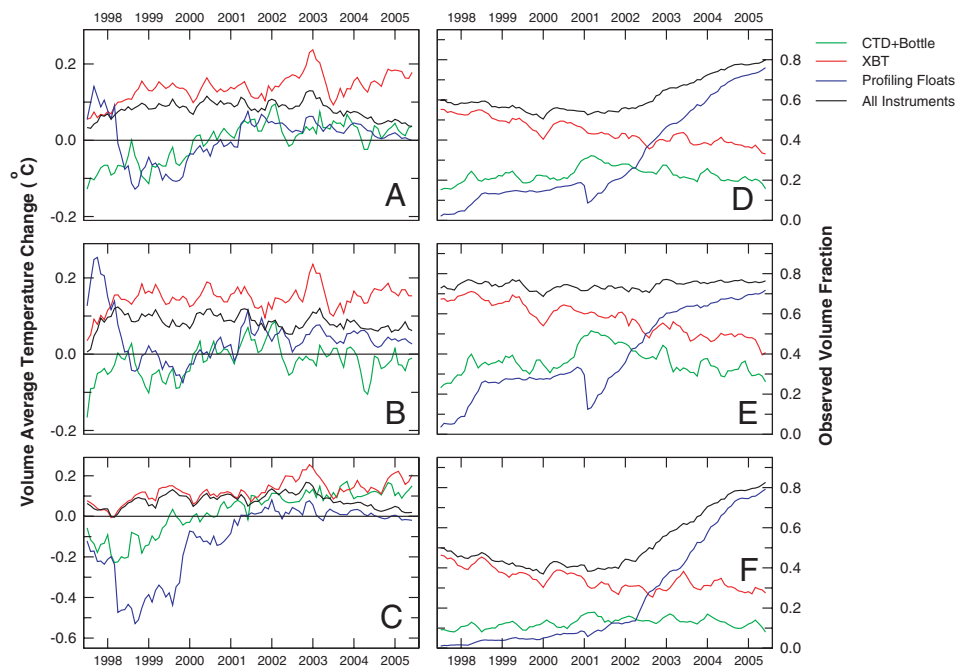 1998 1999 2000 2001 2002 2003 2004 2005
1998 1999 2000 2001 2002 2003 2004 2005
CTD+Bottle
XBT
Profiling Floats
All Instruments
Volume Average Temperature Change (°C)
0.2
0.0
-0.2
A
0.8
0.6
0.4
0.2
0.0
D
0.2
0.0
-0.2
B
0.8
0.6
0.4
0.2
0.0
E
Observed Volume Fraction
0.2
0.0
-0.2
-0.4
-0.6
C
0.8
0.6
0.4
0.2
0.0
F
1998 1999 2000 2001 2002 2003 2004 2005
1998 1999 2000 2001 2002 2003 2004 2005